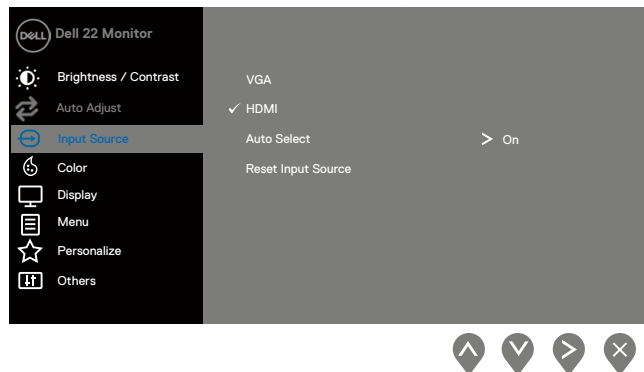 DELL Dell 22 Monitor
Brightness / Contrast
Auto Adjust
Input Source
Color
Display
Menu
Personalize
Others
VGA
HDMI
Auto Select On
Reset Input Source